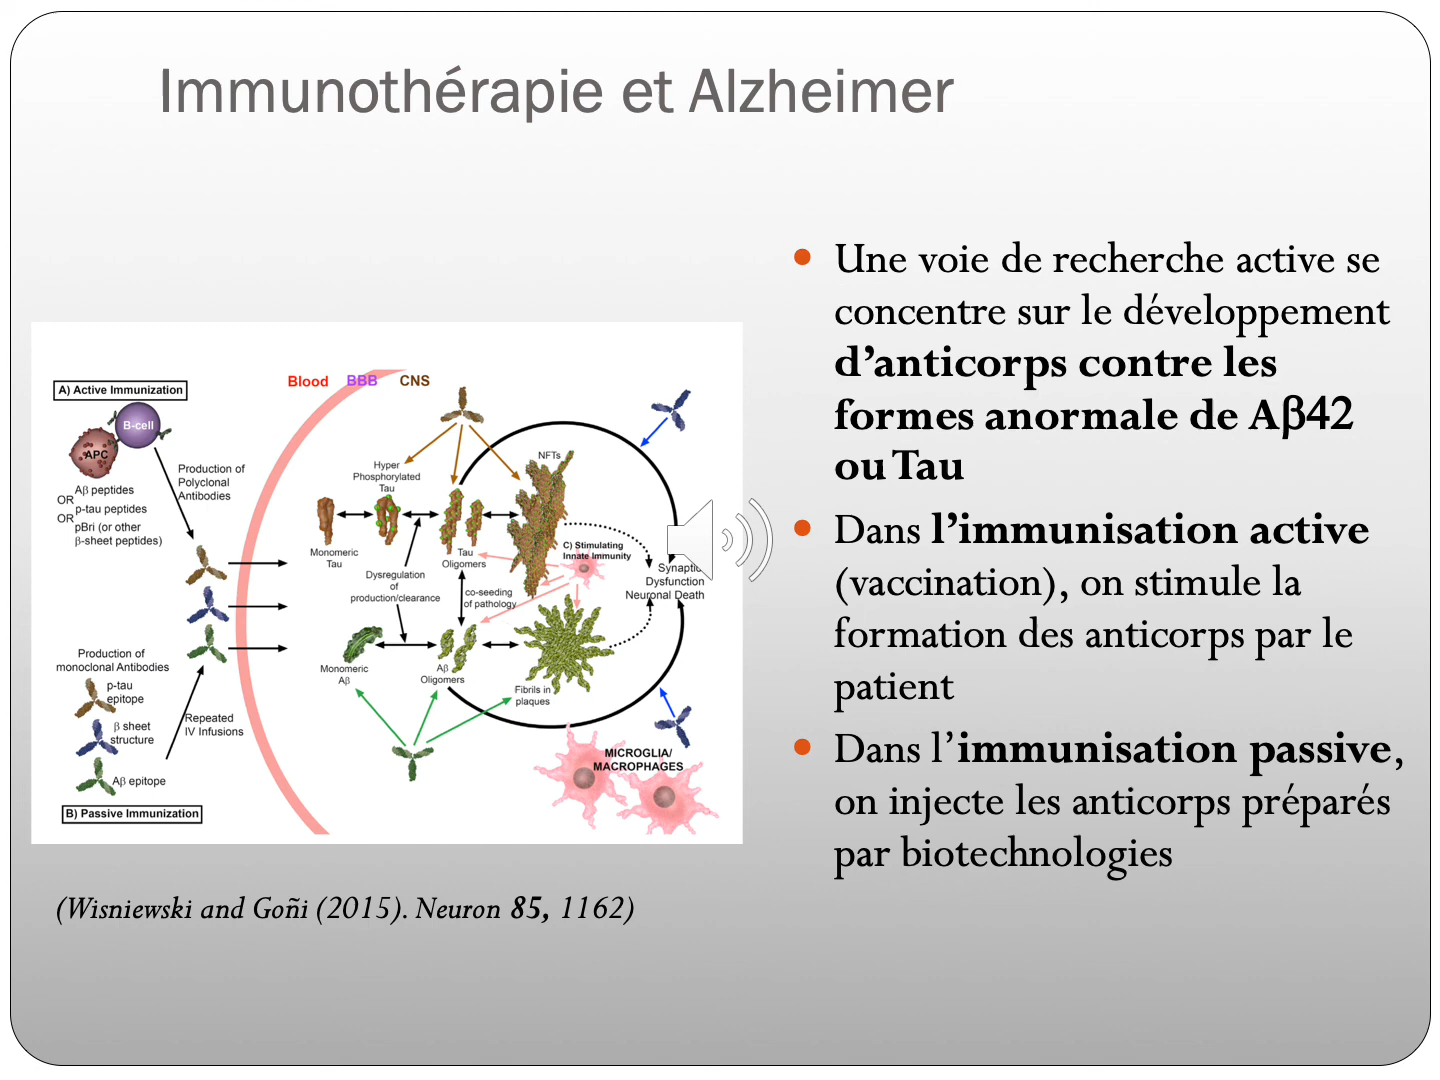 Immunothérapie et Alzheimer
Une voie de recherche active se
concentre sur le développement
d’anticorps contre les
formes anormale de Aβ42
ou Tau
Dans l’immunisation active
(vaccination), on stimule la
formation des anticorps par le
patient
Dans l’immunisation passive,
on injecte les anticorps préparés
par biotechnologies
A) Active Immunization
B-cell
APC
Production of
Polyclonal
Antibodies
Aβ peptides
OR
p-tau peptides
OR
pBri (or other
β-sheet peptides)
Production of
monoclonal Antibodies
p-tau
epitope
β sheet
structure
Aβ epitope
Repeated
IV Infusions
B) Passive Immunization
Blood BBB CNS
Hyper
Phosphorylated
Tau
NFTs
Monomeric
Tau
Tau
Oligomers
C) Stimulating
Innate Immunity
Dysregulation
of
production/clearance
co-seeding
of pathology
Synaptic
Dysfunction
Neuronal Death
Monomeric
Aβ
Aβ
Oligomers
Fibrils in
plaques
MICROGLIA/
MACROPHAGES
(Wisniewski and Goñi (2015). Neuron 85, 1162)